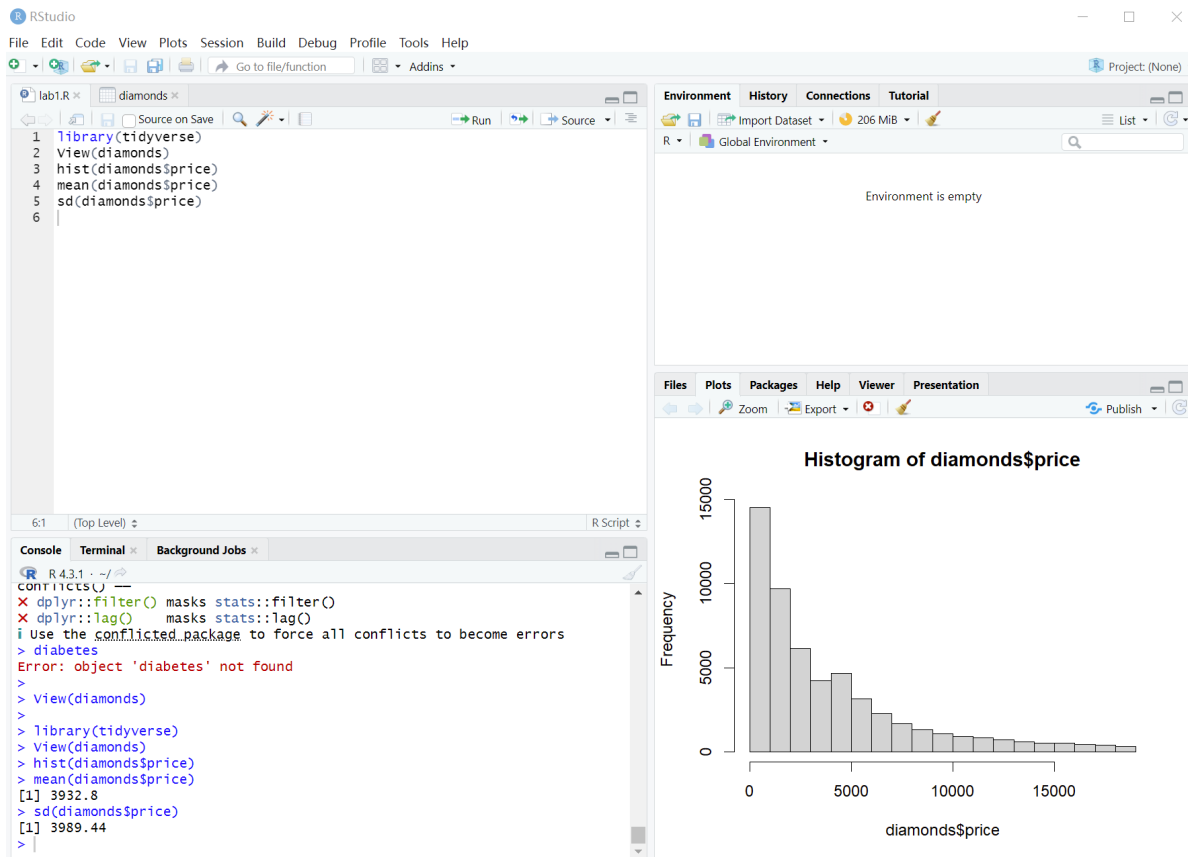 RStudio
File Edit Code View Plots Session Build Debug Profile Tools Help
Go to file/function Addins Project: (None)
lab1.R diamonds
Source on Save Run Source
1 library(tidyverse)
2 View(diamonds)
3 hist(diamonds$price)
4 mean(diamonds$price)
5 sd(diamonds$price)
6
6:1 (Top Level) R Script
Console Terminal Background Jobs
R 4.3.1 · ~/
conflicts() ──
✖ dplyr::filter() masks stats::filter()
✖ dplyr::lag() masks stats::lag()
ℹ Use the conflicted package to force all conflicts to become errors
> diabetes
Error: object 'diabetes' not found
>
> View(diamonds)
>
> library(tidyverse)
> View(diamonds)
> hist(diamonds$price)
> mean(diamonds$price)
[1] 3932.8
> sd(diamonds$price)
[1] 3989.44
>
Environment History Connections Tutorial
Import Dataset 206 MiB List
R Global Environment
Environment is empty
Files Plots Packages Help Viewer Presentation
Zoom Export Publish
Histogram of diamonds$price
Frequency
15000
10000
5000
0
0 5000 10000 15000
diamonds$price